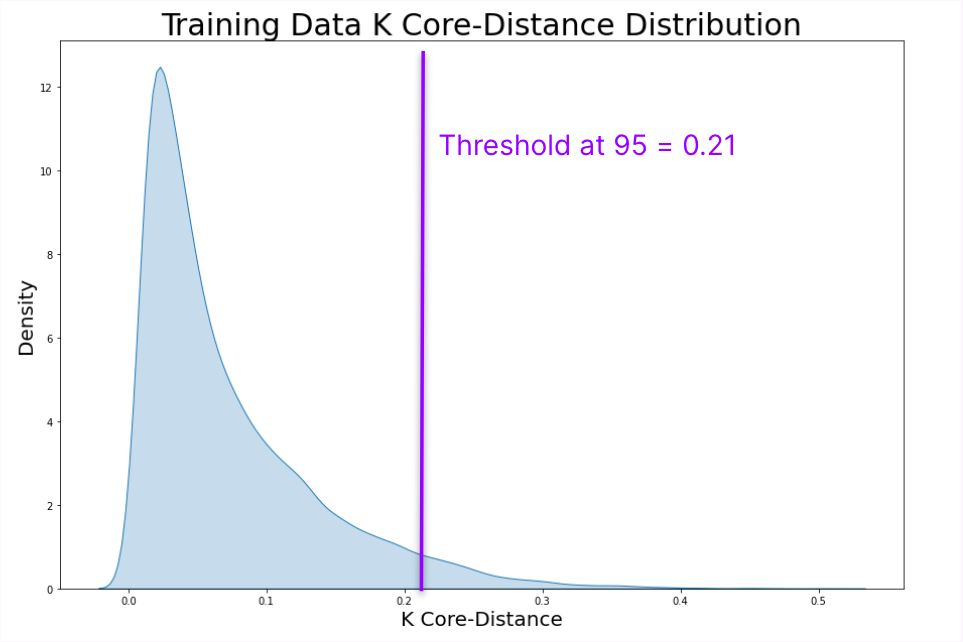 Training Data K Core-Distance Distribution
12
10
8
6
4
2
0
Density
Threshold at 95 = 0.21
0.0 0.1 0.2 0.3 0.4 0.5
K Core-Distance